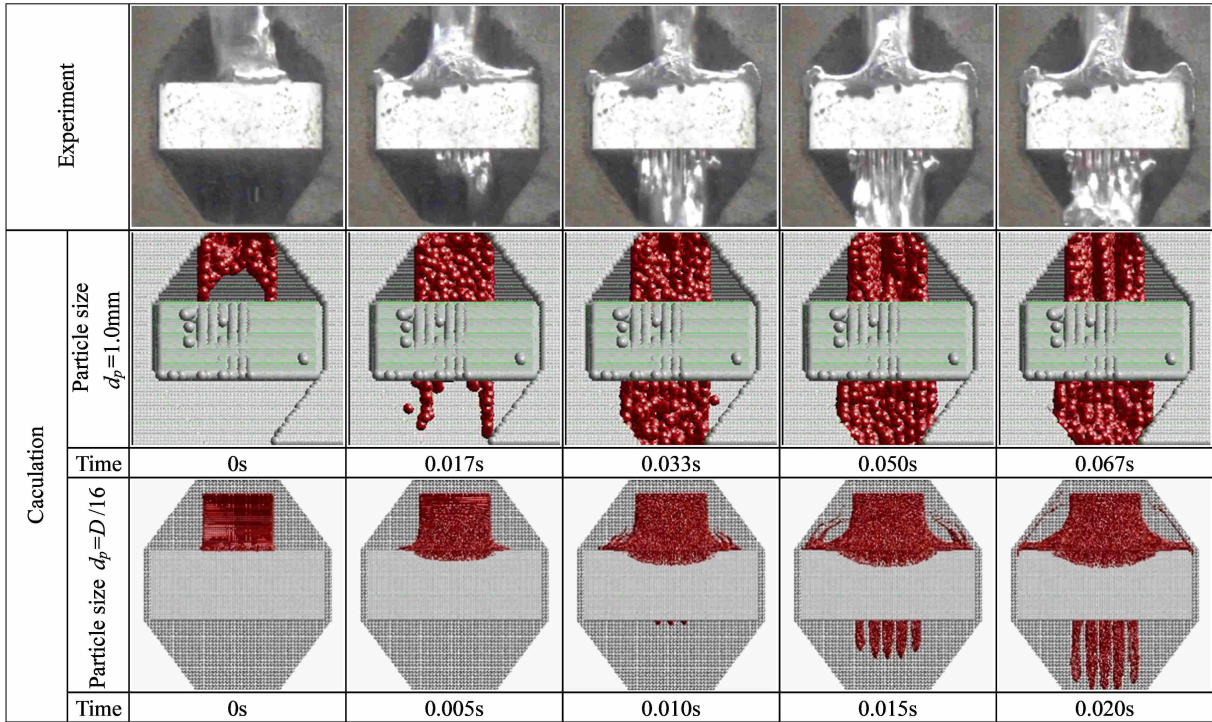 Experiment
Caculation
Particle size
dₚ=1.0mm
Time
0s
0.017s
0.033s
0.050s
0.067s
Particle size dₚ=D/16
Time
0s
0.005s
0.010s
0.015s
0.020s